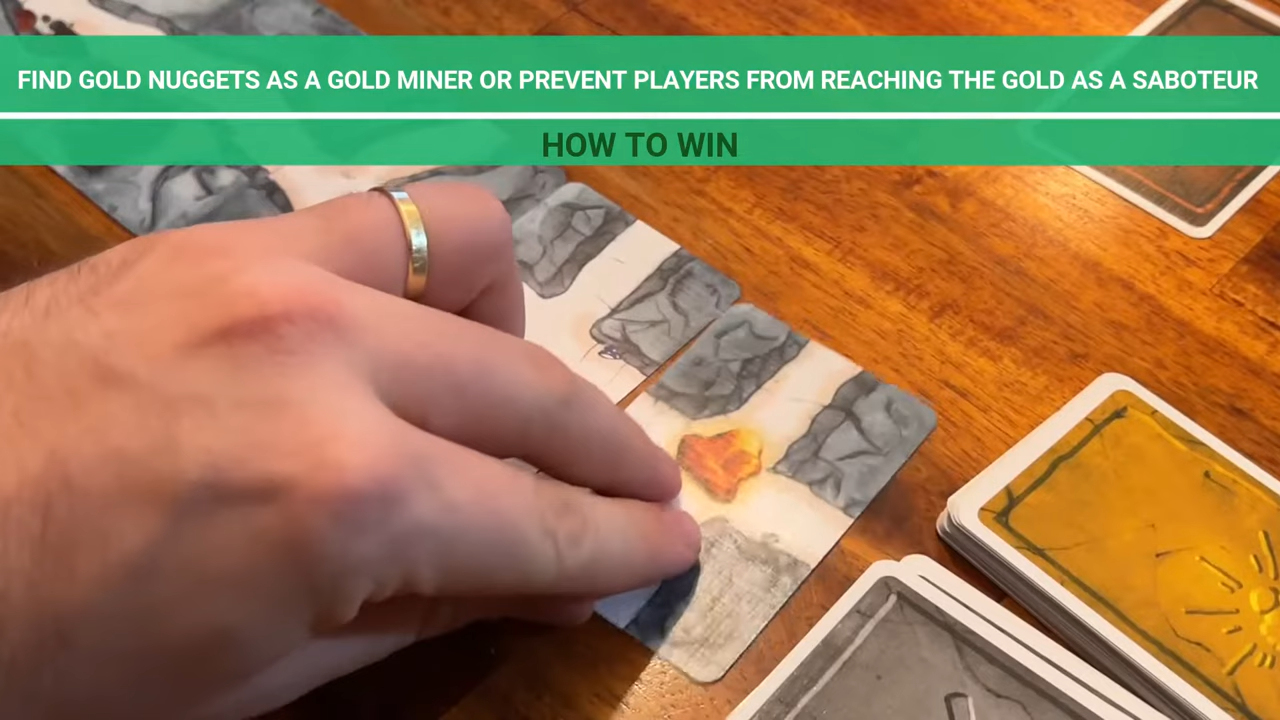 FIND GOLD NUGGETS AS A GOLD MINER OR PREVENT PLAYERS FROM REACHING THE GOLD AS A SABOTEUR
HOW TO WIN